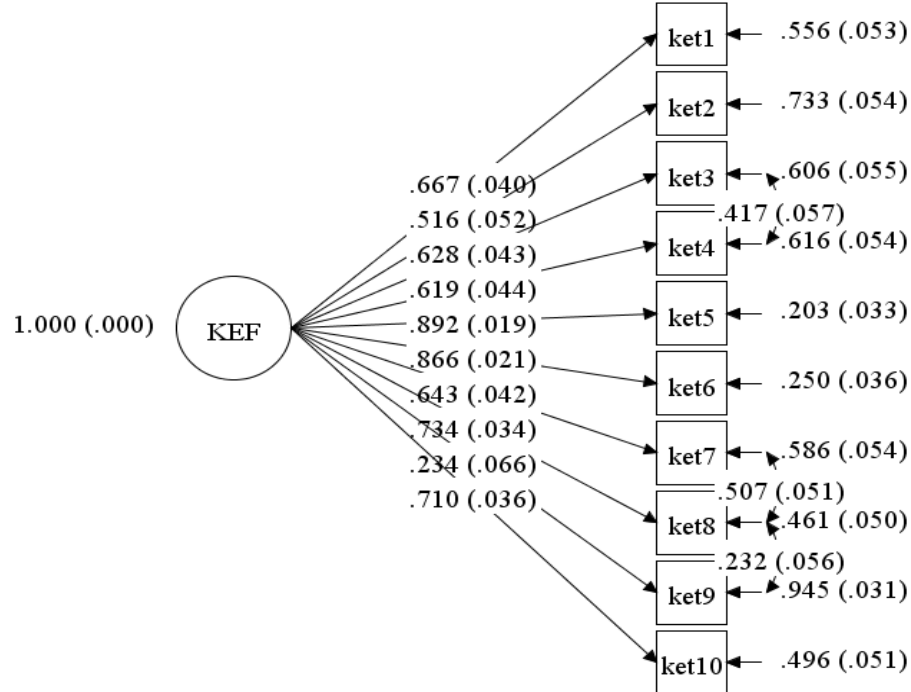 ket1 .556 (.053)
ket2 .733 (.054)
ket3 .606 (.055)
.667 (.040)
.516 (.052) .417 (.057)
.628 (.043) ket4 .616 (.054)
.619 (.044)
1.000 (.000) KEF .892 (.019) ket5 .203 (.033)
.866 (.021)
ket6 .250 (.036)
.643 (.042)
.734 (.034) ket7 .586 (.054)
.234 (.066)
.507 (.051)
.710 (.036)
ket8 .461 (.050)
.232 (.056)
ket9 .945 (.031)
ket10 .496 (.051)